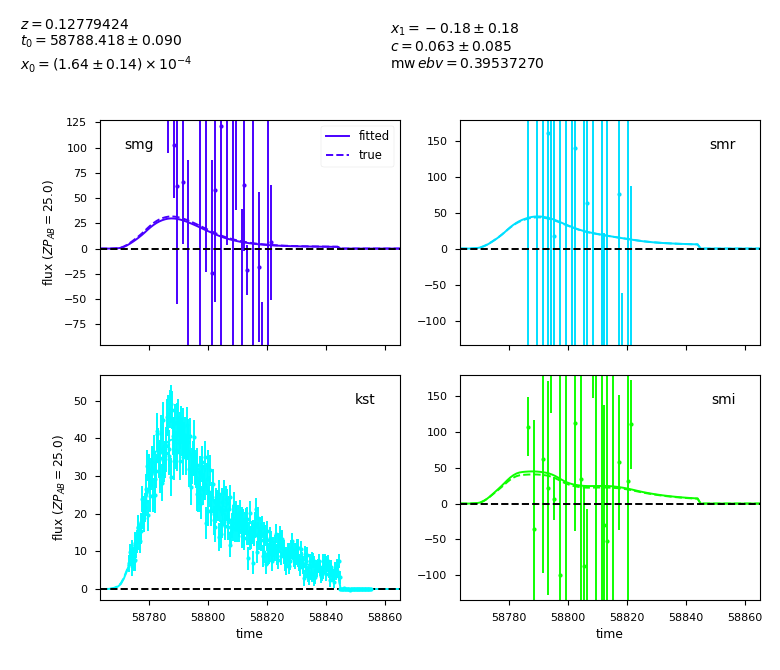 z = 0.12779424
t₀ = 58788.418 ± 0.090
x₀ = (1.64 ± 0.14) × 10⁻⁴
x₁ = −0.18 ± 0.18
c = 0.063 ± 0.085
mwebv = 0.39537270
smg
fitted
true
flux (ZP_AB = 25.0)
125
100
75
50
25
0
−25
−50
−75
smr
150
100
50
0
−50
−100
kst
flux (ZP_AB = 25.0)
50
40
30
20
10
0
58780
58800
58820
58840
58860
time
smi
150
100
50
0
−50
−100
58780
58800
58820
58840
58860
time